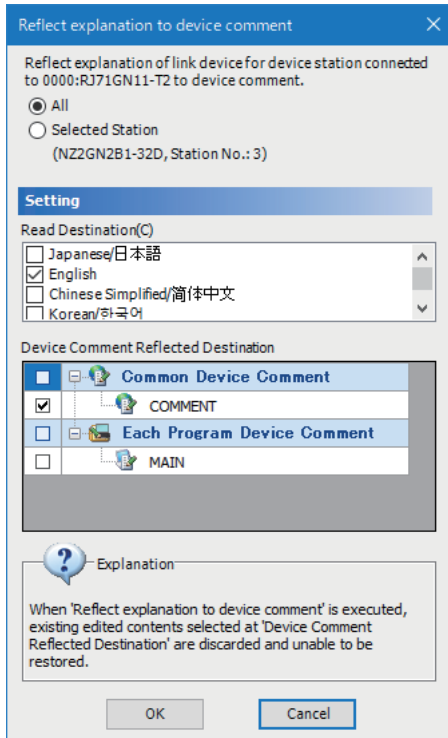 Reflect explanation to device comment
Reflect explanation of link device for device station connected
to 0000:RJ71GN11-T2 to device comment.
All
Selected Station
(NZ2GN2B1-32D, Station No.: 3)
Setting
Read Destination(C)
Japanese/日本語
English
Chinese Simplified/简体中文
Korean/한국어
Device Comment Reflected Destination
Common Device Comment
COMMENT
Each Program Device Comment
MAIN
Explanation
When 'Reflect explanation to device comment' is executed,
existing edited contents selected at 'Device Comment
Reflected Destination' are discarded and unable to be
restored.
OK
Cancel